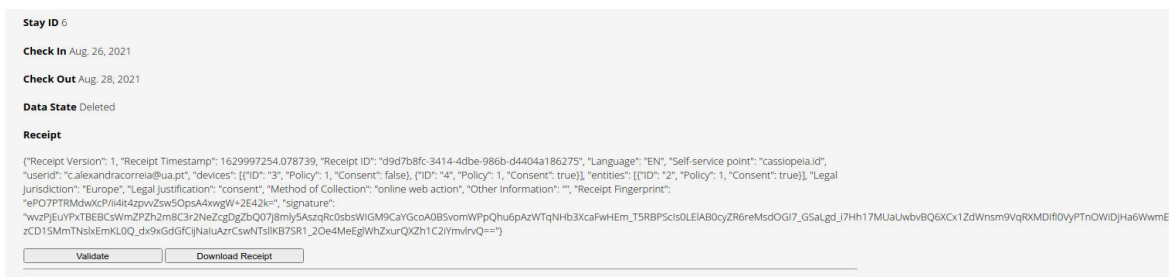 Stay ID 6
Check In Aug. 26, 2021
Check Out Aug. 28, 2021
Data State Deleted
Receipt
{"Receipt Version": 1, "Receipt Timestamp": 1629997254.078739, "Receipt ID": "d9d7b8fc-3414-4dbe-986b-d4404a186275", "Language": "EN", "Self-service point": "cassiopeia.id",
"userid": "c.alexandracorreia@ua.pt", "devices": [{"ID": "3", "Policy": 1, "Consent": false}, {"ID": "4", "Policy": 1, "Consent": true}], "entities": [{"ID": "2", "Policy": 1, "Consent": true}], "Legal
Jurisdiction": "Europe", "Legal Justification": "consent", "Method of Collection": "online web action", "Other Information": "", "Receipt Fingerprint":
"ePO7PTRMdwXcP/ii4it4zpvvZsw5OpsA4xwgW+2E42k=", "signature":
Validate Download Receipt